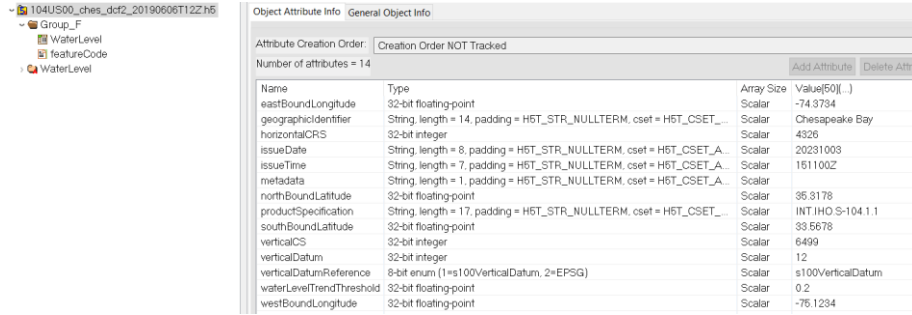 104US00_ches_dcf2_20190606T12Z.h5
Group_F
WaterLevel
featureCode
WaterLevel
Object Attribute Info General Object Info
Attribute Creation Order: Creation Order NOT Tracked
Number of attributes = 14
Add Attribute Delete Attr
Name Type Array Size Value[50](...)
eastBoundLongitude 32-bit floating-point Scalar -74.3734
geographicIdentifier String, length = 14, padding = H5T_STR_NULLTERM, cset = H5T_CSET_... Scalar Chesapeake Bay
horizontalCRS 32-bit integer Scalar 4326
issueDate String, length = 8, padding = H5T_STR_NULLTERM, cset = H5T_CSET_A... Scalar 20231003
issueTime String, length = 7, padding = H5T_STR_NULLTERM, cset = H5T_CSET_A... Scalar 151100Z
metadata String, length = 1, padding = H5T_STR_NULLTERM, cset = H5T_CSET_A... Scalar
northBoundLatitude 32-bit floating-point Scalar 35.3178
productSpecification String, length = 17, padding = H5T_STR_NULLTERM, cset = H5T_CSET_... Scalar INT.IHO.S-104.1.1
southBoundLatitude 32-bit floating-point Scalar 33.5678
verticalCS 32-bit integer Scalar 6499
verticalDatum 32-bit integer Scalar 12
verticalDatumReference 8-bit enum (1=s100VerticalDatum, 2=EPSG) Scalar s100VerticalDatum
waterLevelTrendThreshold 32-bit floating-point Scalar 0.2
westBoundLongitude 32-bit floating-point Scalar -75.1234